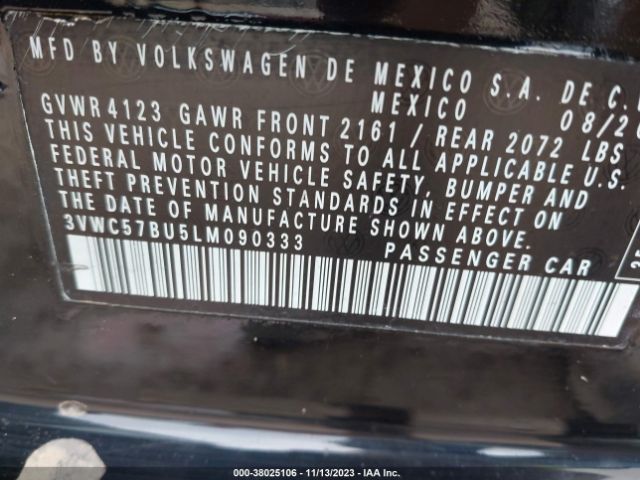 MFD BY VOLKSWAGEN DE MEXICO S.A. DE C.
MEXICO 08/2
GVWR 4123 GAWR FRONT 2161 / REAR 2072 LBS
THIS VEHICLE CONFORMS TO ALL APPLICABLE U.S.
FEDERAL MOTOR VEHICLE SAFETY, BUMPER AND
THEFT PREVENTION STANDARDS IN EFFECT ON
THE DATE OF MANUFACTURE SHOWN ABOVE.
3VWC57BU5LM090333 PASSENGER CAR
000-38025106 - 11/13/2023 - IAA Inc.